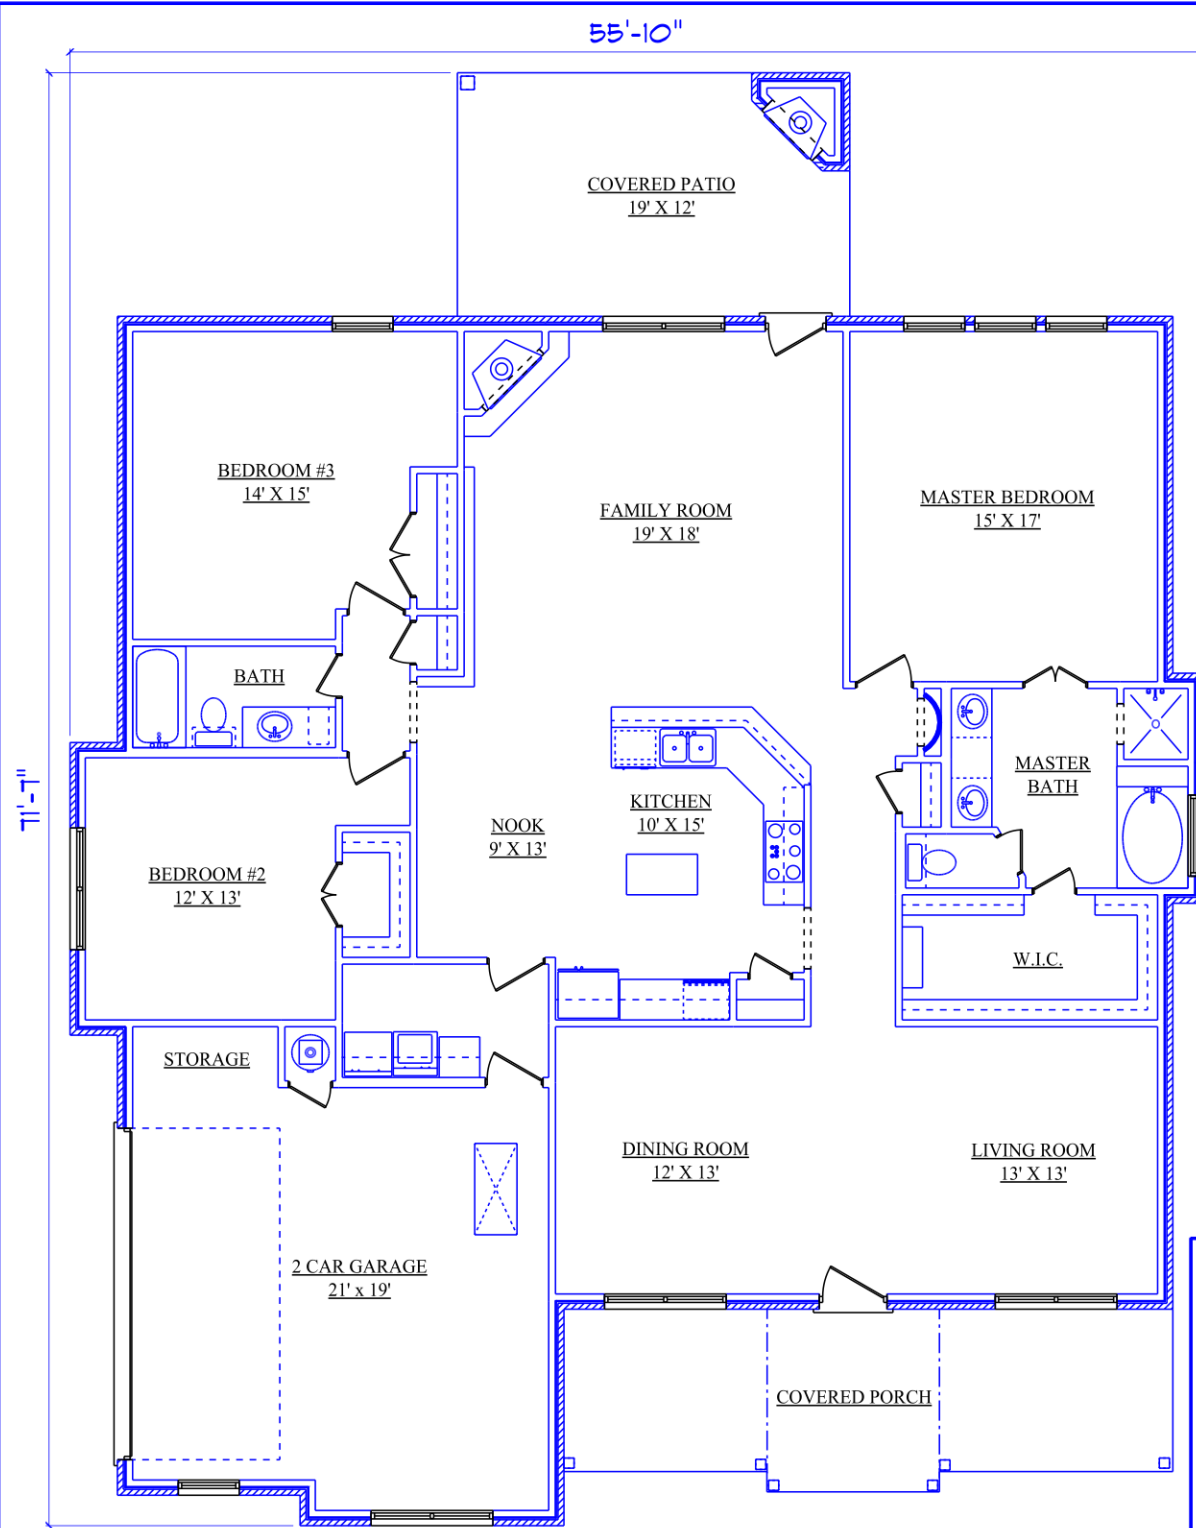 55'-10"
COVERED PATIO
19' X 12'
BEDROOM #3
14' X 15'
FAMILY ROOM
19' X 18'
MASTER BEDROOM
15' X 17'
BATH
71'-7"
MASTER
BATH
KITCHEN
10' X 15'
NOOK
9' X 13'
BEDROOM #2
12' X 13'
W.I.C.
STORAGE
DINING ROOM
12' X 13'
LIVING ROOM
13' X 13'
2 CAR GARAGE
21' x 19'
COVERED PORCH